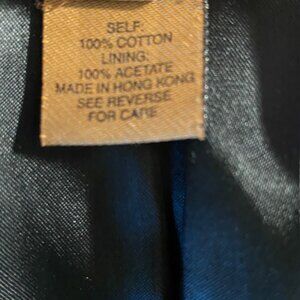 SELF:
100% COTTON
LINING:
100% ACETATE
MADE IN HONG KONG
SEE REVERSE
FOR CARE